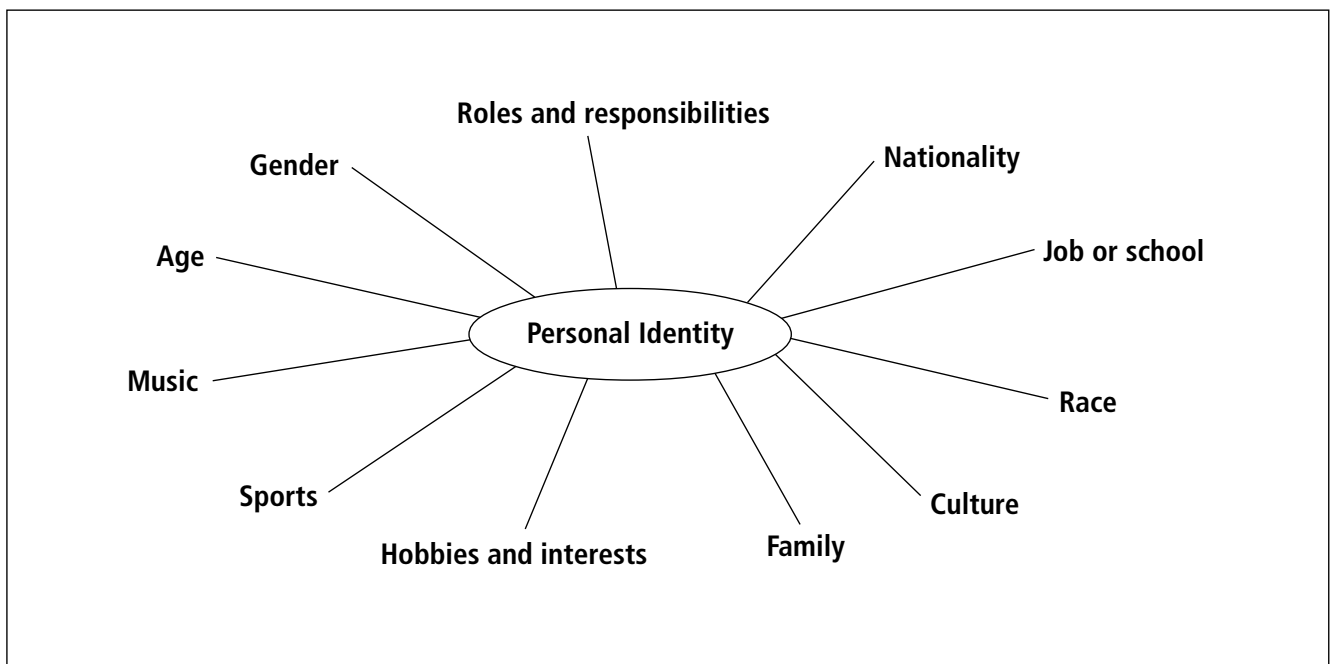 Roles and responsibilities
Nationality
Gender
Job or school
Age
Personal Identity
Music
Race
Sports
Culture
Family
Hobbies and interests